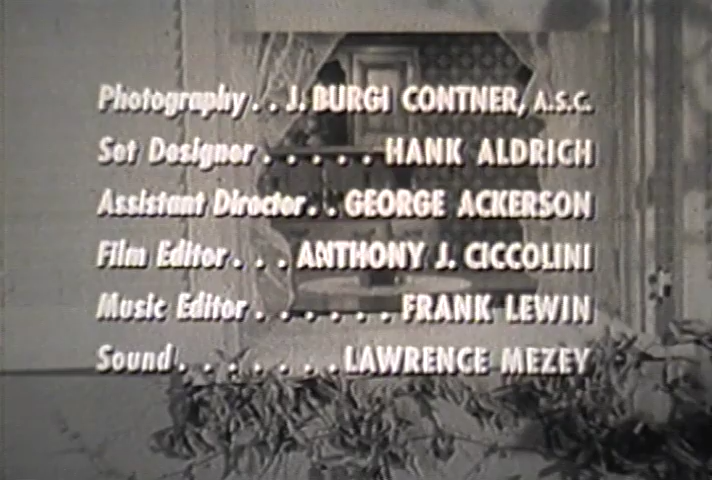 Photography . . J. BURGI CONTNER, A.S.C.
Set Designer . . . . . HANK ALDRICH
Assistant Director . . GEORGE ACKERSON
Film Editor . . . ANTHONY J. CICCOLINI
Music Editor . . . . . . FRANK LEWIN
Sound . . . . . . . LAWRENCE MEZEY